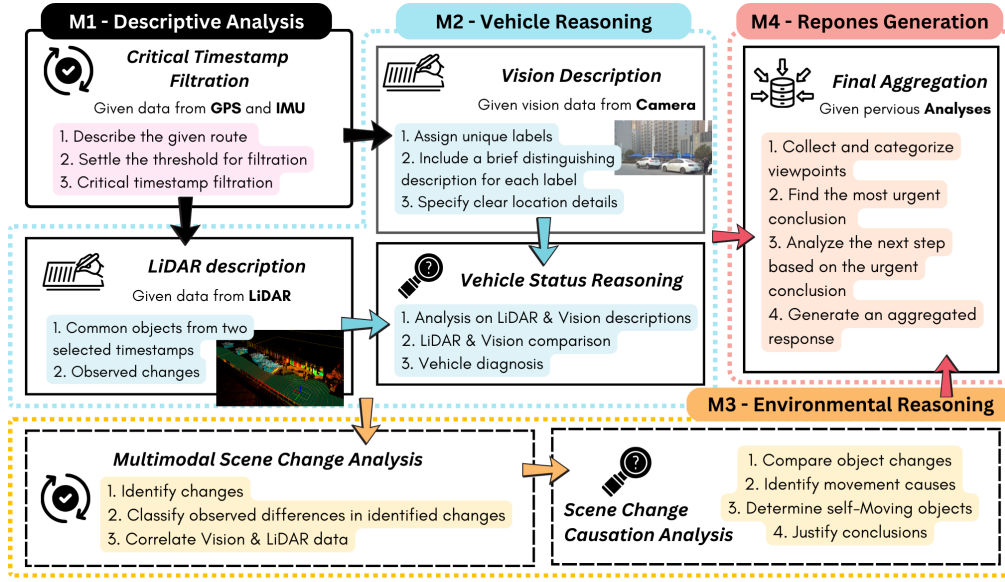 M1 - Descriptive Analysis
Critical Timestamp
Filtration
Given data from GPS and IMU
1. Describe the given route
2. Settle the threshold for filtration
3. Critical timestamp filtration
M2 - Vehicle Reasoning
Vision Description
Given vision data from Camera
1. Assign unique labels
2. Include a brief distinguishing
description for each label
3. Specify clear location details
LiDAR description
Given data from LiDAR
1. Common objects from two
selected timestamps
2. Observed changes
Vehicle Status Reasoning
1. Analysis on LiDAR & Vision descriptions
2. LiDAR & Vision comparison
3. Vehicle diagnosis
M4 - Repones Generation
Final Aggregation
Given pervious Analyses
1. Collect and categorize
viewpoints
2. Find the most urgent
conclusion
3. Analyze the next step
based on the urgent
conclusion
4. Generate an aggregated
response
M3 - Environmental Reasoning
Multimodal Scene Change Analysis
1. Identify changes
2. Classify observed differences in identified changes
3. Correlate Vision & LiDAR data
Scene Change
Causation Analysis
1. Compare object changes
2. Identify movement causes
3. Determine self-Moving objects
4. Justify conclusions